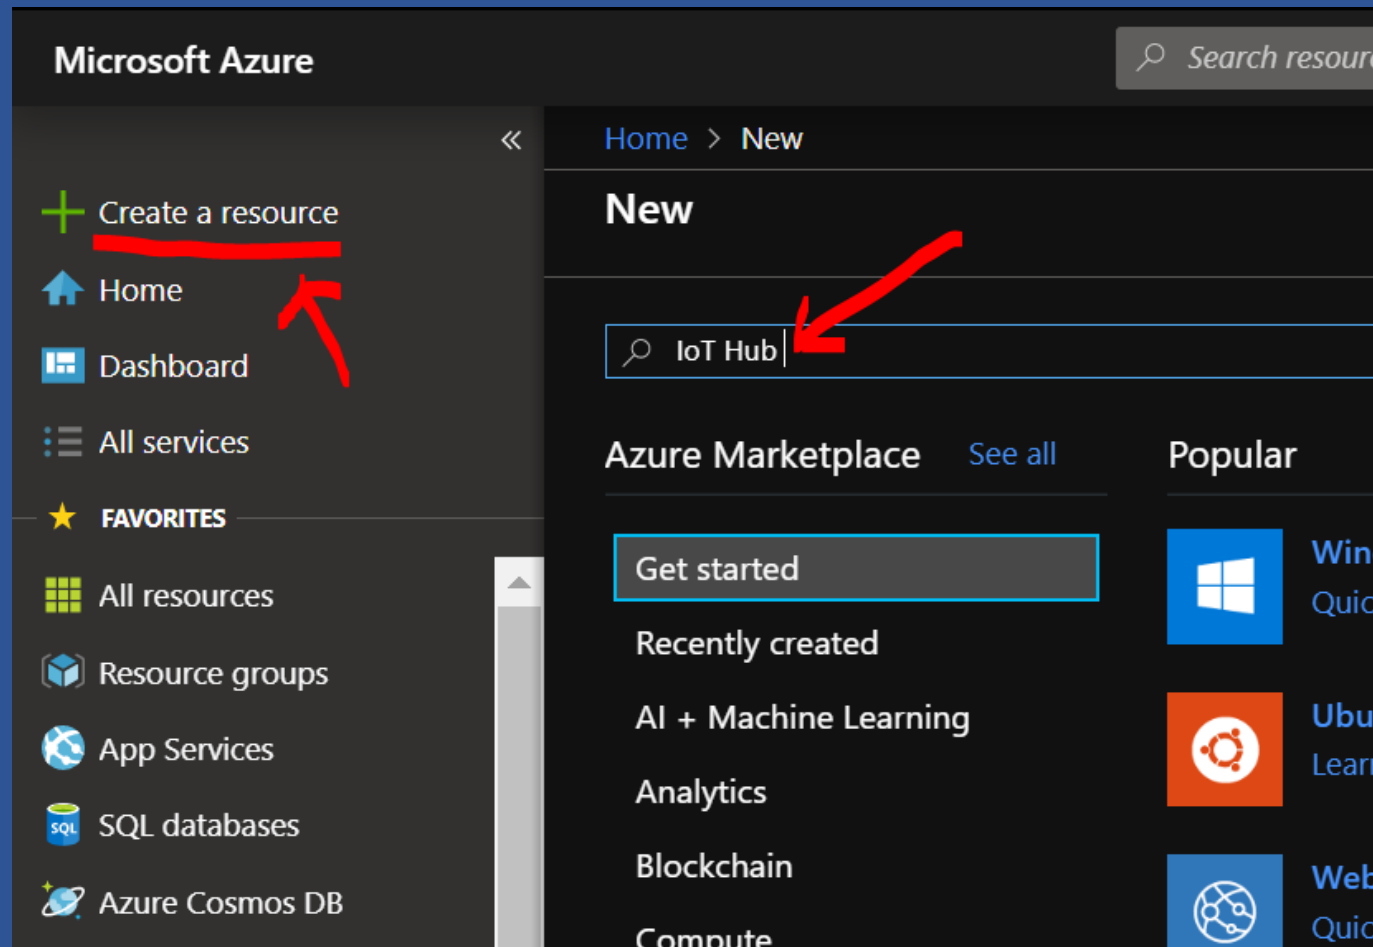 Microsoft Azure
Search resour
Home > New
New
Create a resource
Home
Dashboard
All services
FAVORITES
All resources
Resource groups
App Services
SQL
SQL databases
Azure Cosmos DB
IoT Hub
Azure Marketplace See all
Get started
Recently created
AI + Machine Learning
Analytics
Blockchain
Compute
Popular
Win
Quic
Ubu
Lear
Web
Quic